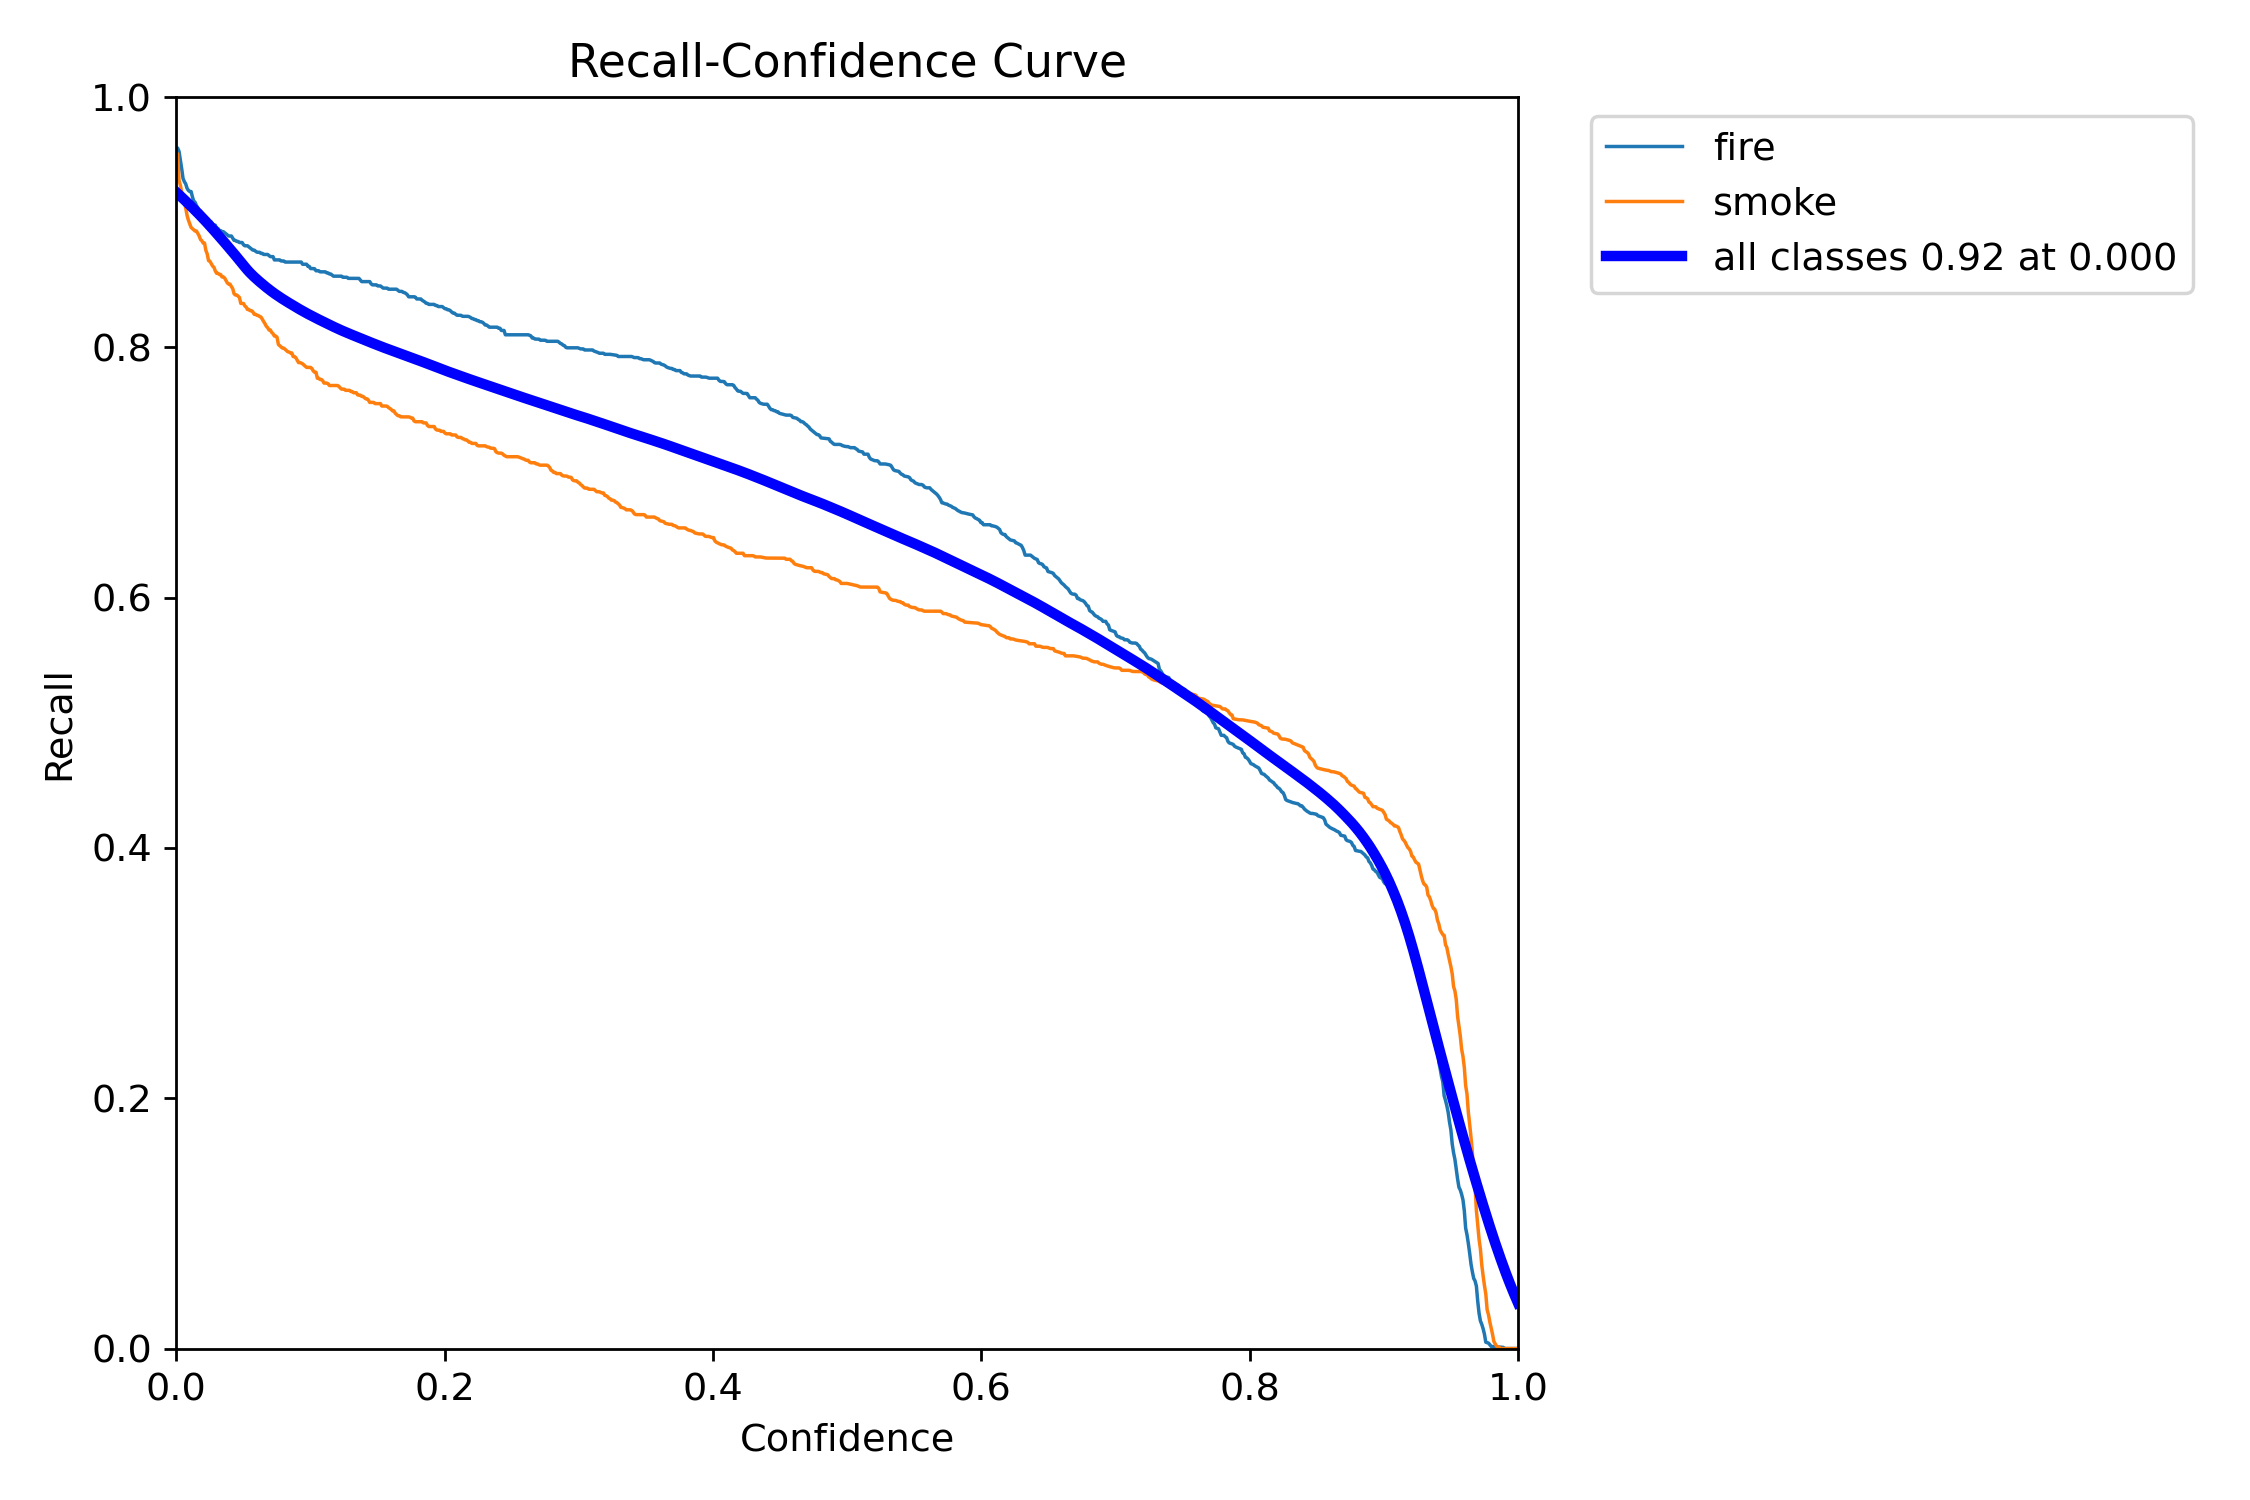 Recall-Confidence Curve
1.0
0.8
0.6
0.4
0.2
0.0
Recall
0.0 0.2 0.4 0.6 0.8 1.0
Confidence
fire
smoke
all classes 0.92 at 0.000